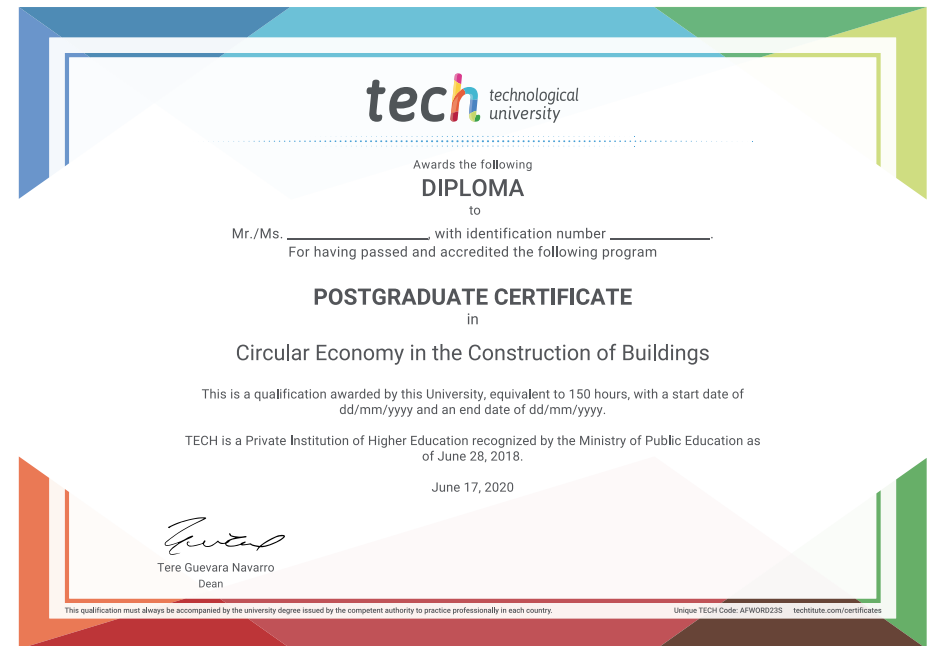 tech technological
university
Awards the following
DIPLOMA
to
Mr./Ms. ____________________, with identification number ______________.
For having passed and accredited the following program
POSTGRADUATE CERTIFICATE
in
Circular Economy in the Construction of Buildings
This is a qualification awarded by this University, equivalent to 150 hours, with a start date of
dd/mm/yyyy and an end date of dd/mm/yyyy.
TECH is a Private Institution of Higher Education recognized by the Ministry of Public Education as
of June 28, 2018.
June 17, 2020
Tere Guevara Navarro
Dean
This qualification must always be accompanied by the university degree issued by the competent authority to practice professionally in each country.
Unique TECH Code: AFWORD23S techtitute.com/certificates